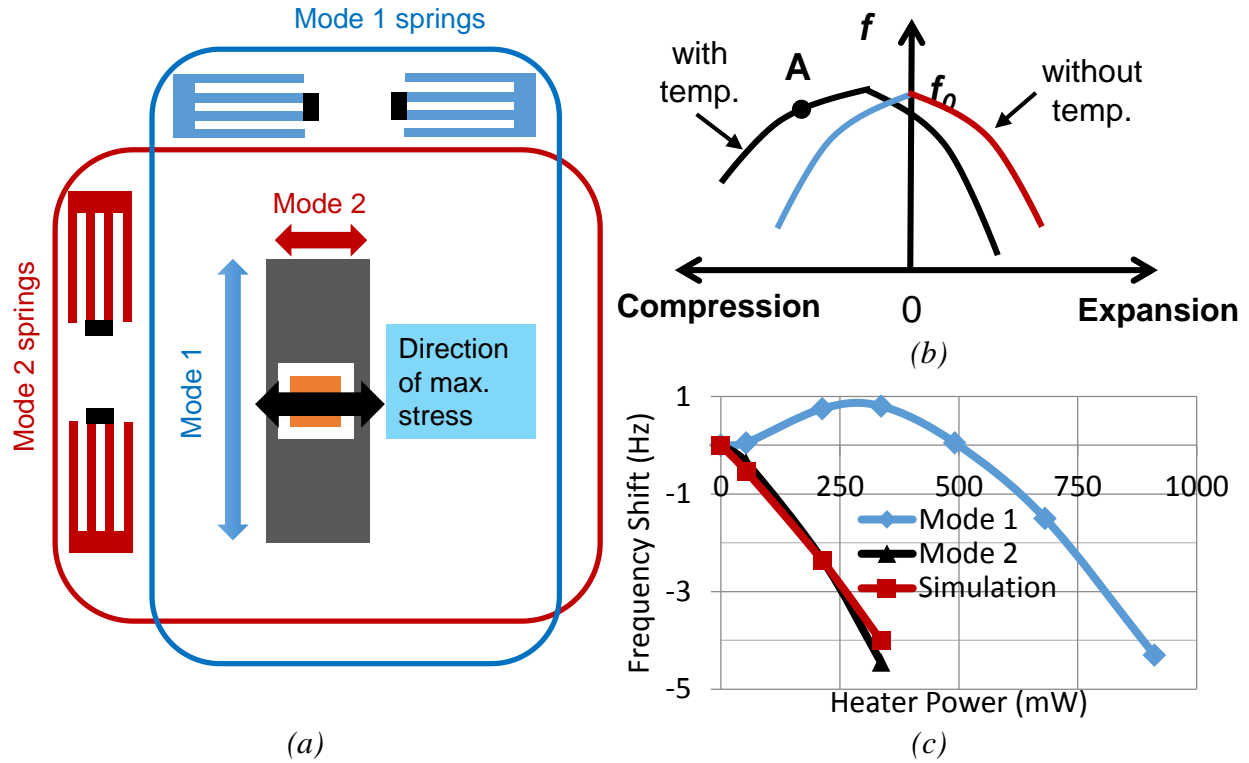 Mode 1 springs
Mode 2 springs
Mode 2
Mode 1
Direction
of max.
stress
(a)
f
with
temp.
A
f0
without
temp.
Compression
0
Expansion
(b)
Frequency Shift (Hz)
1
-1
-3
-5
0
250
500
750
1000
Mode 1
Mode 2
Simulation
Heater Power (mW)
(c)